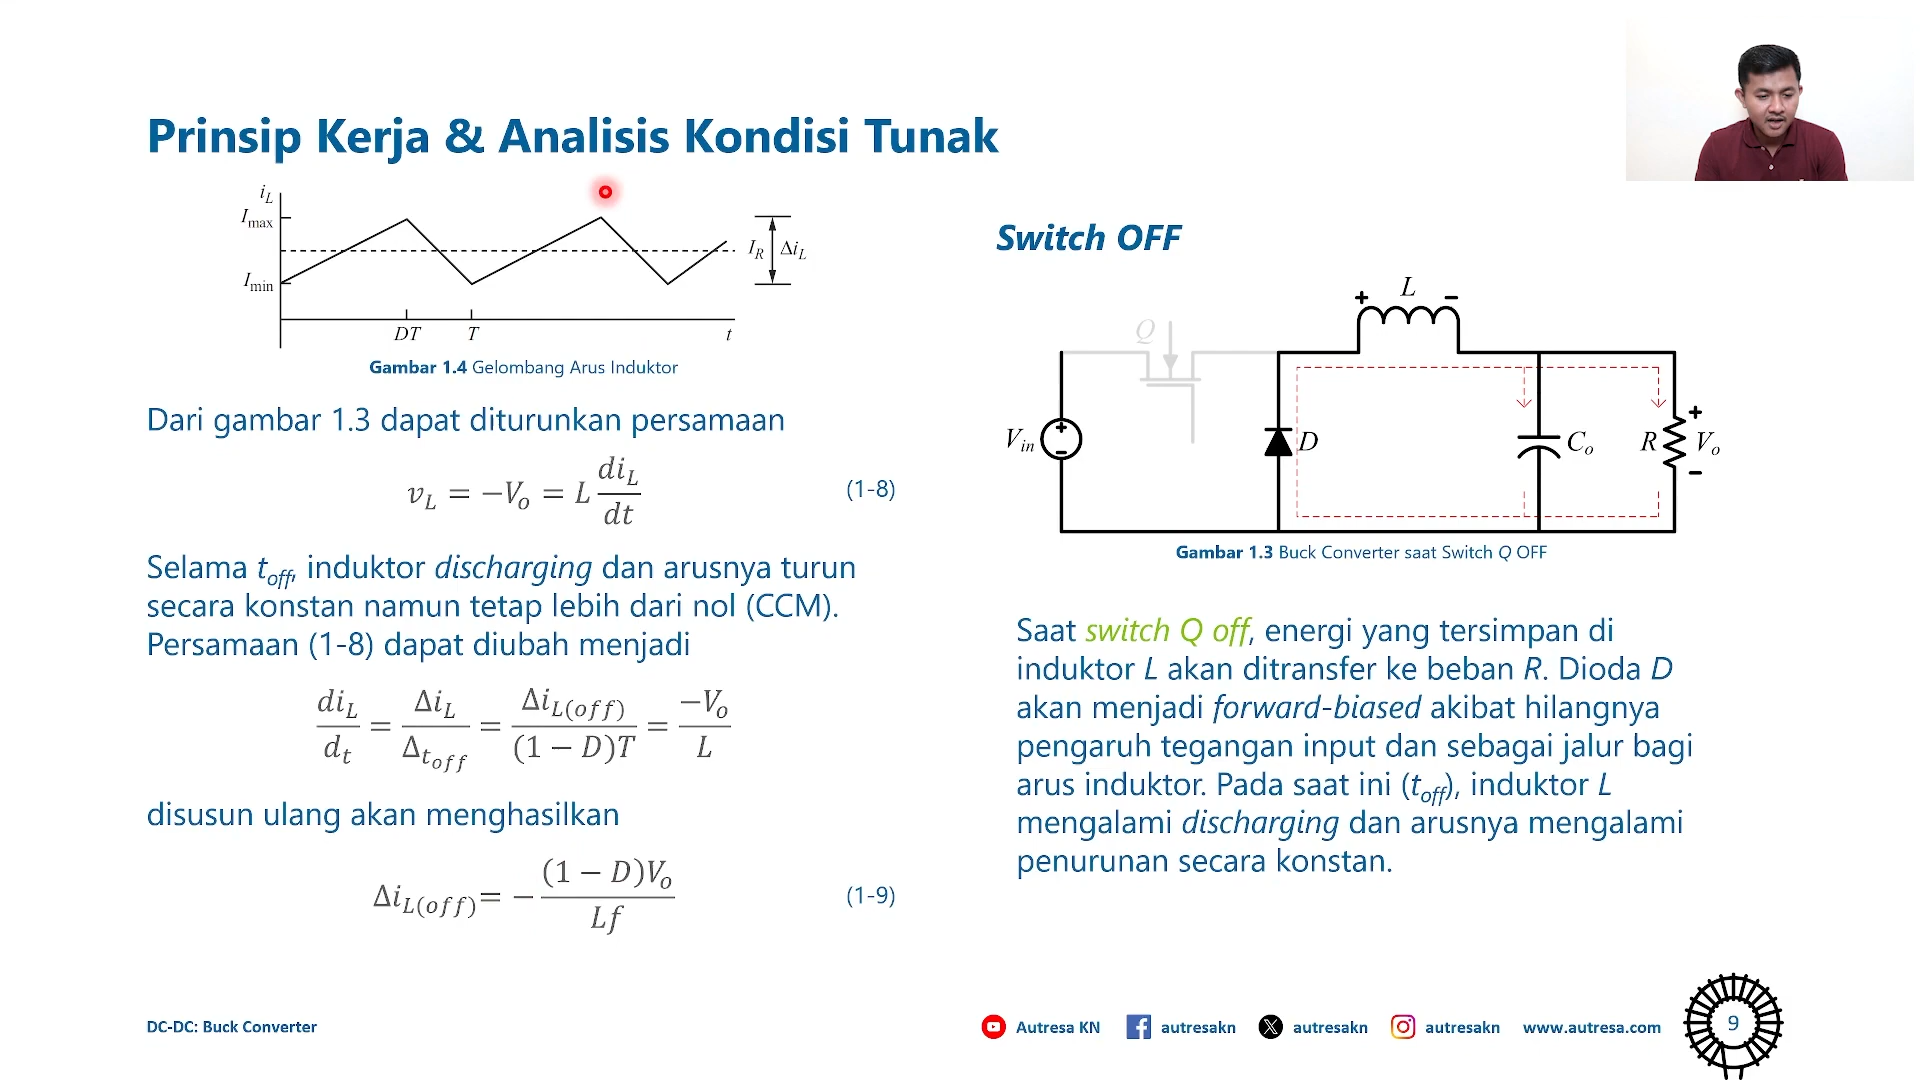 Prinsip Kerja & Analisis Kondisi Tunak
i_L
I_max
I_min
I_R Δi_L
DT T t
Gambar 1.4 Gelombang Arus Induktor
Dari gambar 1.3 dapat diturunkan persamaan
v_L = −V_o = L di_L/dt (1-8)
Selama t_off, induktor discharging dan arusnya turun
secara konstan namun tetap lebih dari nol (CCM).
Persamaan (1-8) dapat diubah menjadi
di_L/d_t = Δi_L/Δ_t_off = Δi_L(off)/(1 − D)T = −V_o/L
disusun ulang akan menghasilkan
Δi_L(off) = − (1 − D)V_o/Lf (1-9)
Switch OFF
+ L -
Q
V_in + -
D
C_o
R
+ V_o -
Gambar 1.3 Buck Converter saat Switch Q OFF
Saat switch Q off, energi yang tersimpan di
induktor L akan ditransfer ke beban R. Dioda D
akan menjadi forward-biased akibat hilangnya
pengaruh tegangan input dan sebagai jalur bagi
arus induktor. Pada saat ini (t_off), induktor L
mengalami discharging dan arusnya mengalami
penurunan secara konstan.
DC-DC: Buck Converter
Autresa KN autresakn autresakn autresakn www.autresa.com
9